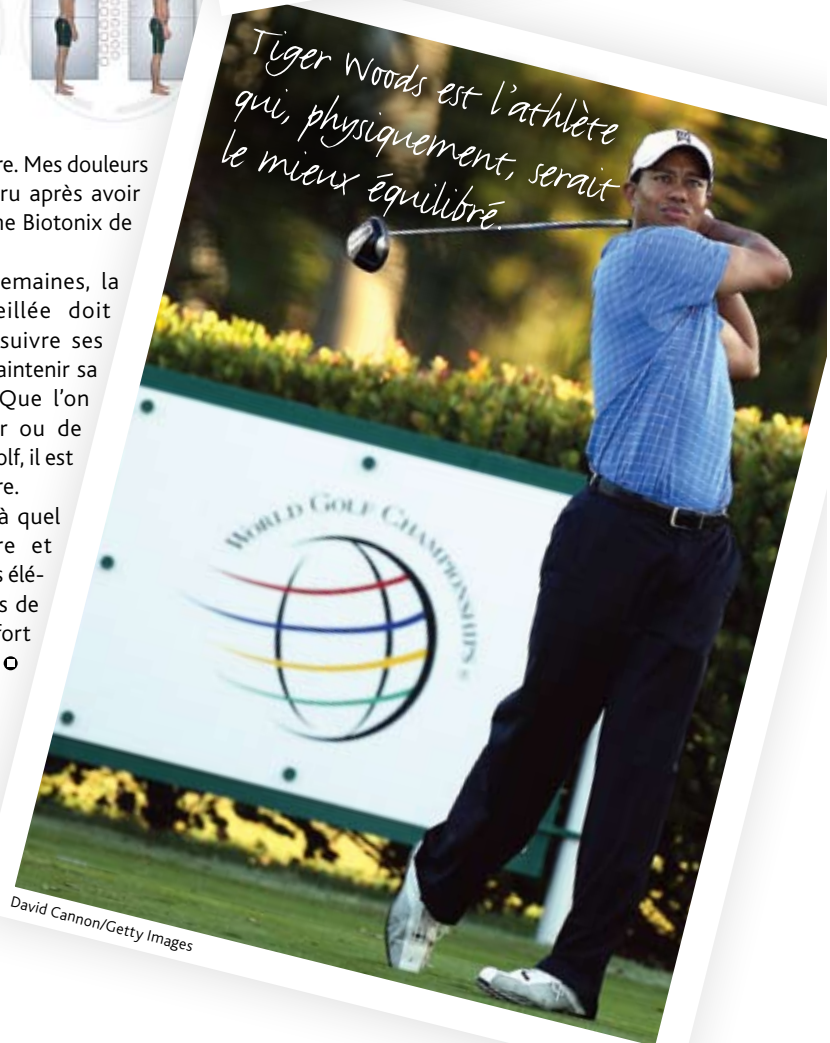 re. Mes douleurs
ru après avoir
ne Biotonix de
emaines, la
eillée doit
suivre ses
aintenir sa
Que l'on
r ou de
olf, il est
re.
à quel
re et
s élé-
s de
fort
Tiger Woods est l'athlète
qui, physiquement, serait
le mieux équilibré.
WORLD GOLF CHAMPIONSHIPS
David Cannon/Getty Images